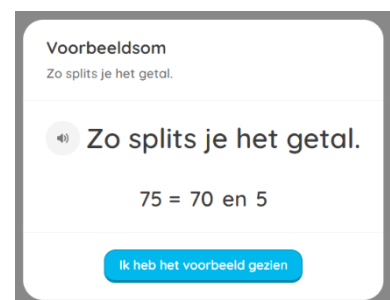 Voorbeeldsom
Zo splits je het getal.
Zo splits je het getal.
75 = 70 en 5
Ik heb het voorbeeld gezien